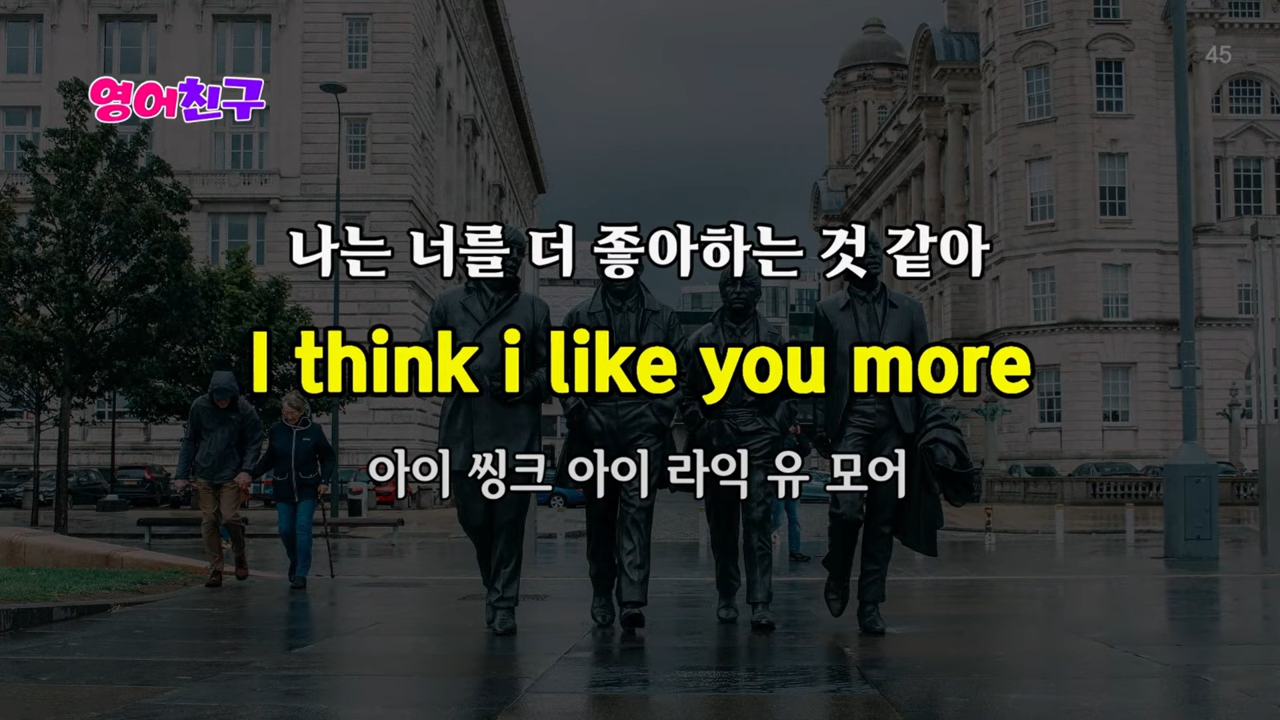 45
영어친구
나는 너를 더 좋아하는 것 같아
I think i like you more
아이 씽크 아이 라익 유 모어